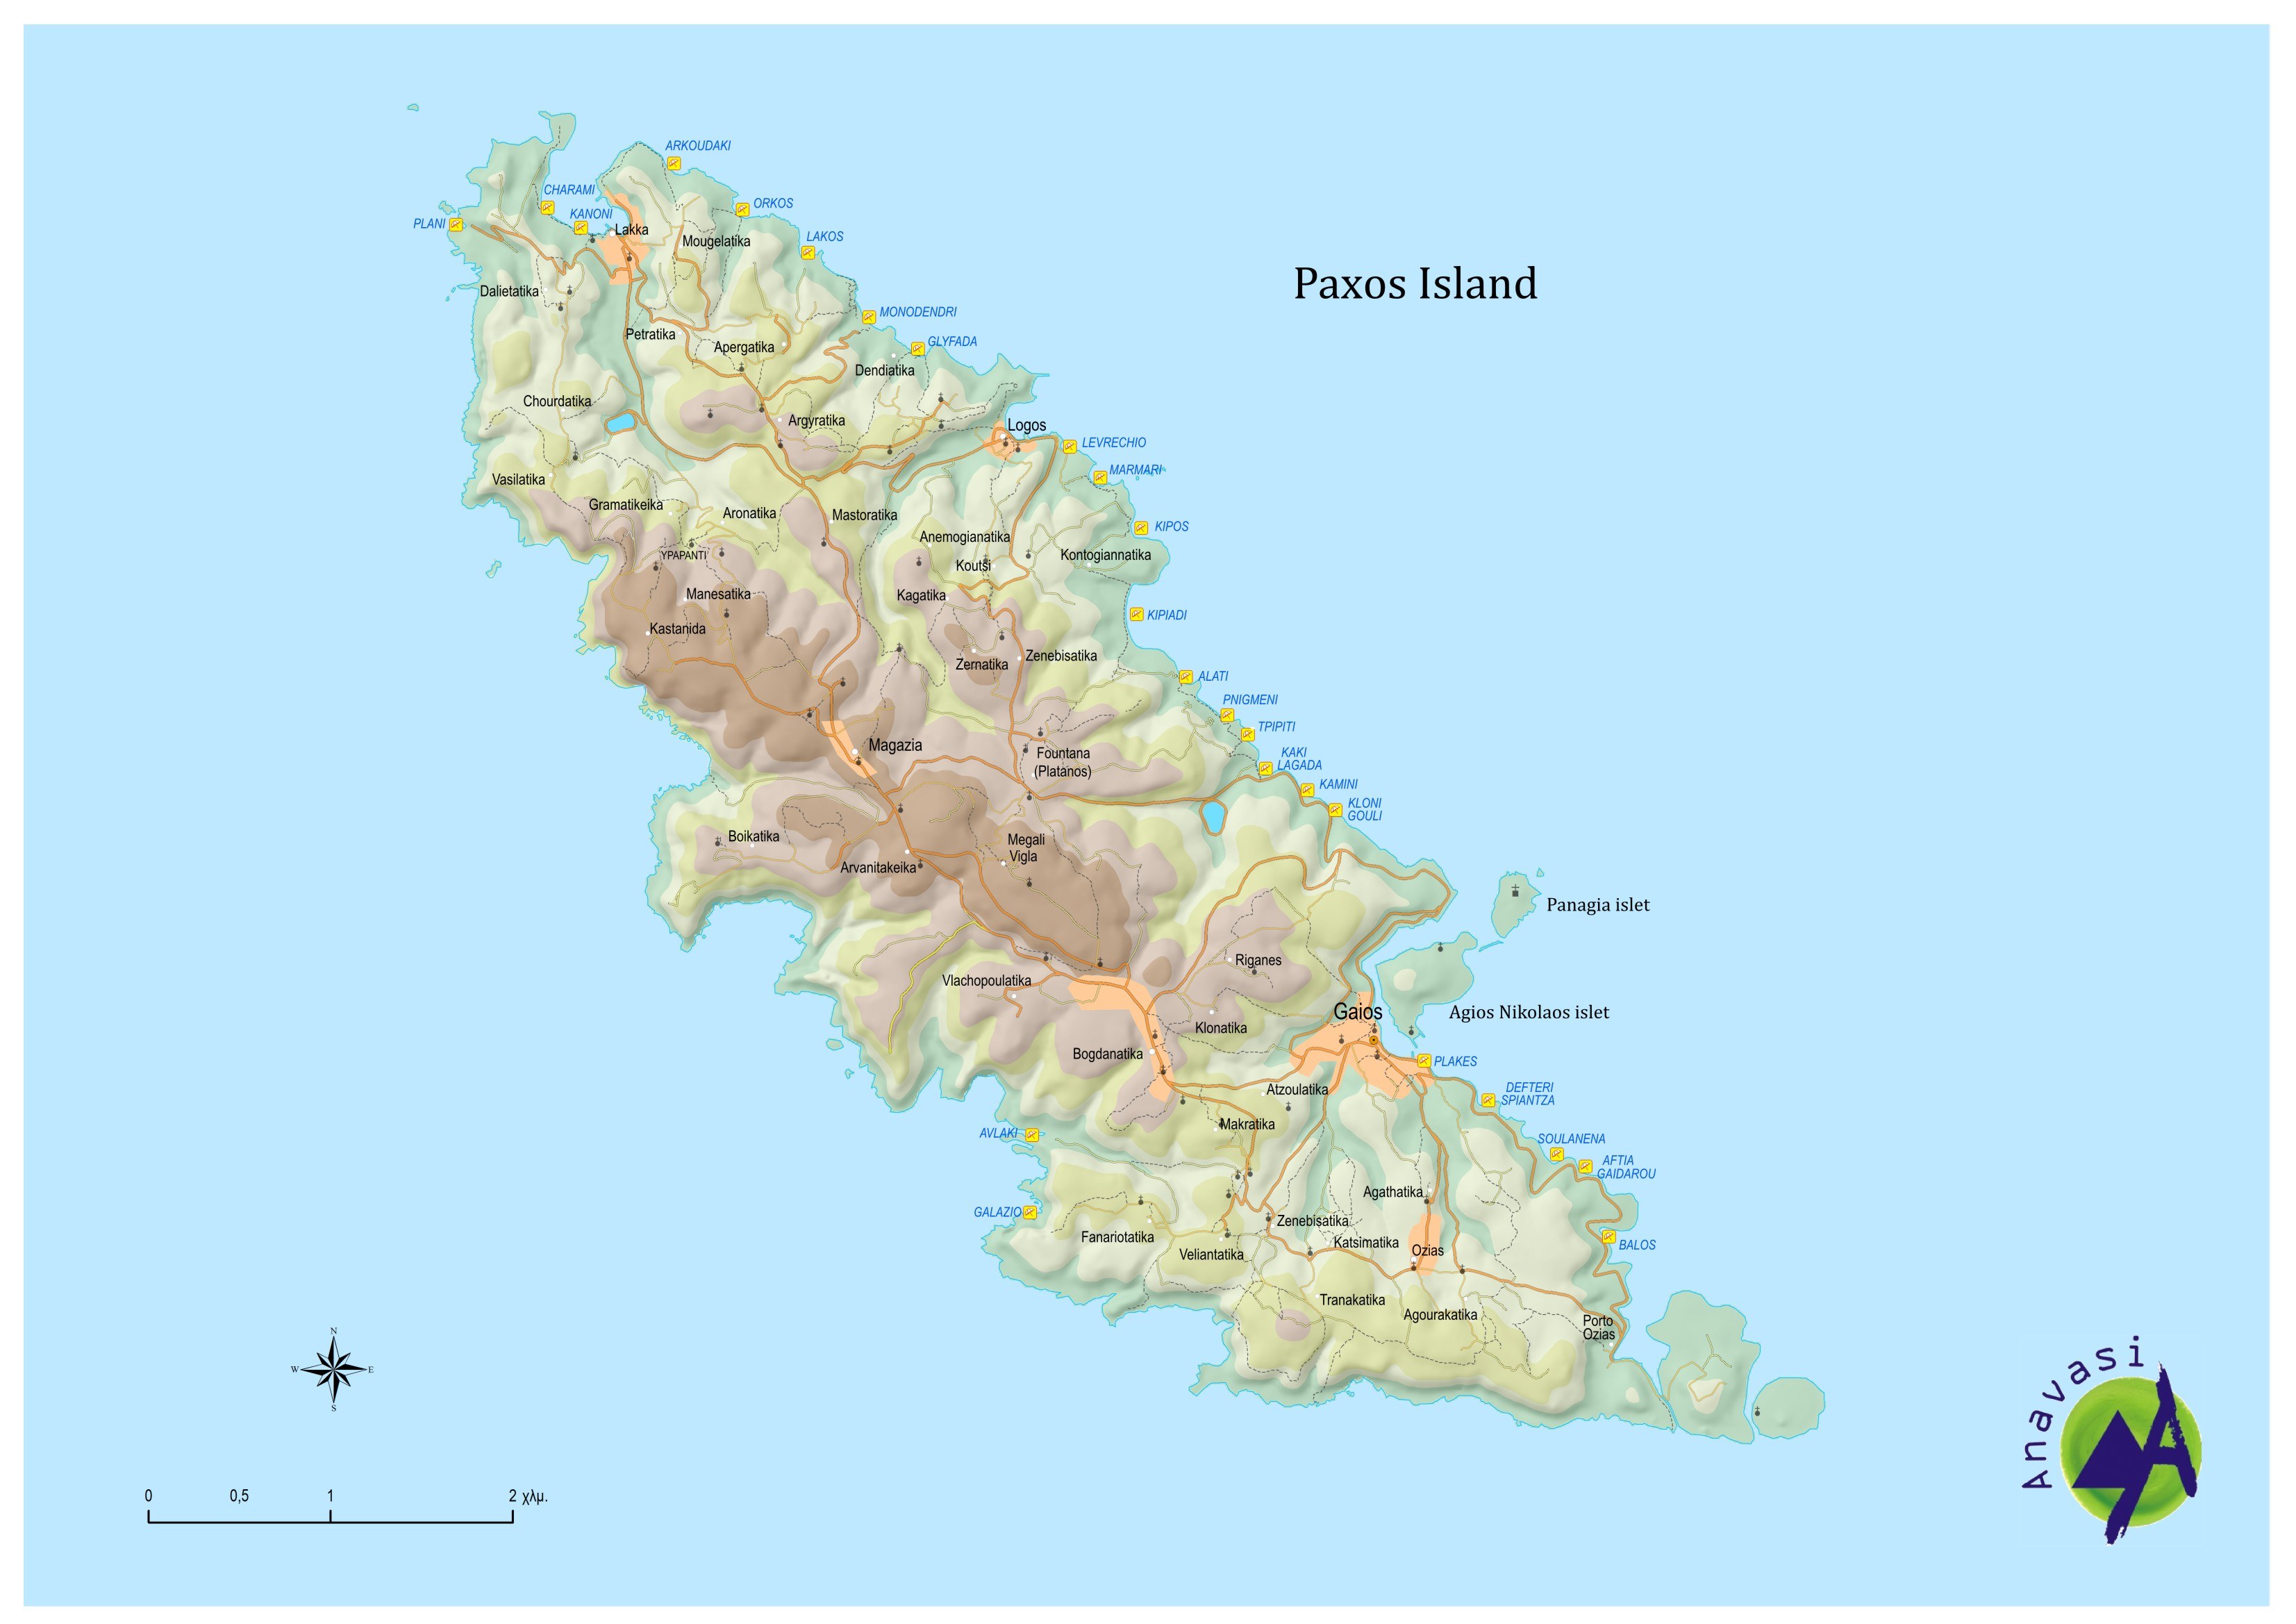 Paxos Island
ARKOUDAKI
CHARAMI
ORKOS
KANONI
PLANI
Lakka
LAKOS
Mougelatika
Dalietatika
MONODENDRI
Petratika
GLYFADA
Apergatika
Dendiatika
Chourdatika
Argyratika
Logos
LEVRECHIO
MARMARI
Vasilatika
Gramatikeika
Aronatika
Mastoratika
KIPOS
Anemogianatika
YPAPANTI
Kontogiannatika
Koutsi
Manesatika
Kagatika
KIPIADI
Kastanida
Zenebisatika
Zernatika
ALATI
PNIGMENI
TPIPITI
Magazia
Fountana
(Platanos)
KAKI
LAGADA
KAMINI
KLONI
GOULI
Boikatika
Megali
Vigla
Arvanitakeika
Panagia islet
Riganes
Vlachopoulatika
Gaios
Agios Nikolaos islet
Klonatika
Bogdanatika
PLAKES
Atzoulatika
DEFTERI
SPIANTZA
Makratika
AVLAKI
SOULANENA
AFTIA
GAIDAROU
Agathatika
GALAZIO
Zenebisatika
Fanariotatika
Katsimatika
BALOS
Veliantatika
Ozias
Tranakatika
Agourakatika
Porto
Ozias
N
W E
S
0 0,5 1 2 χλμ.
Anavasi